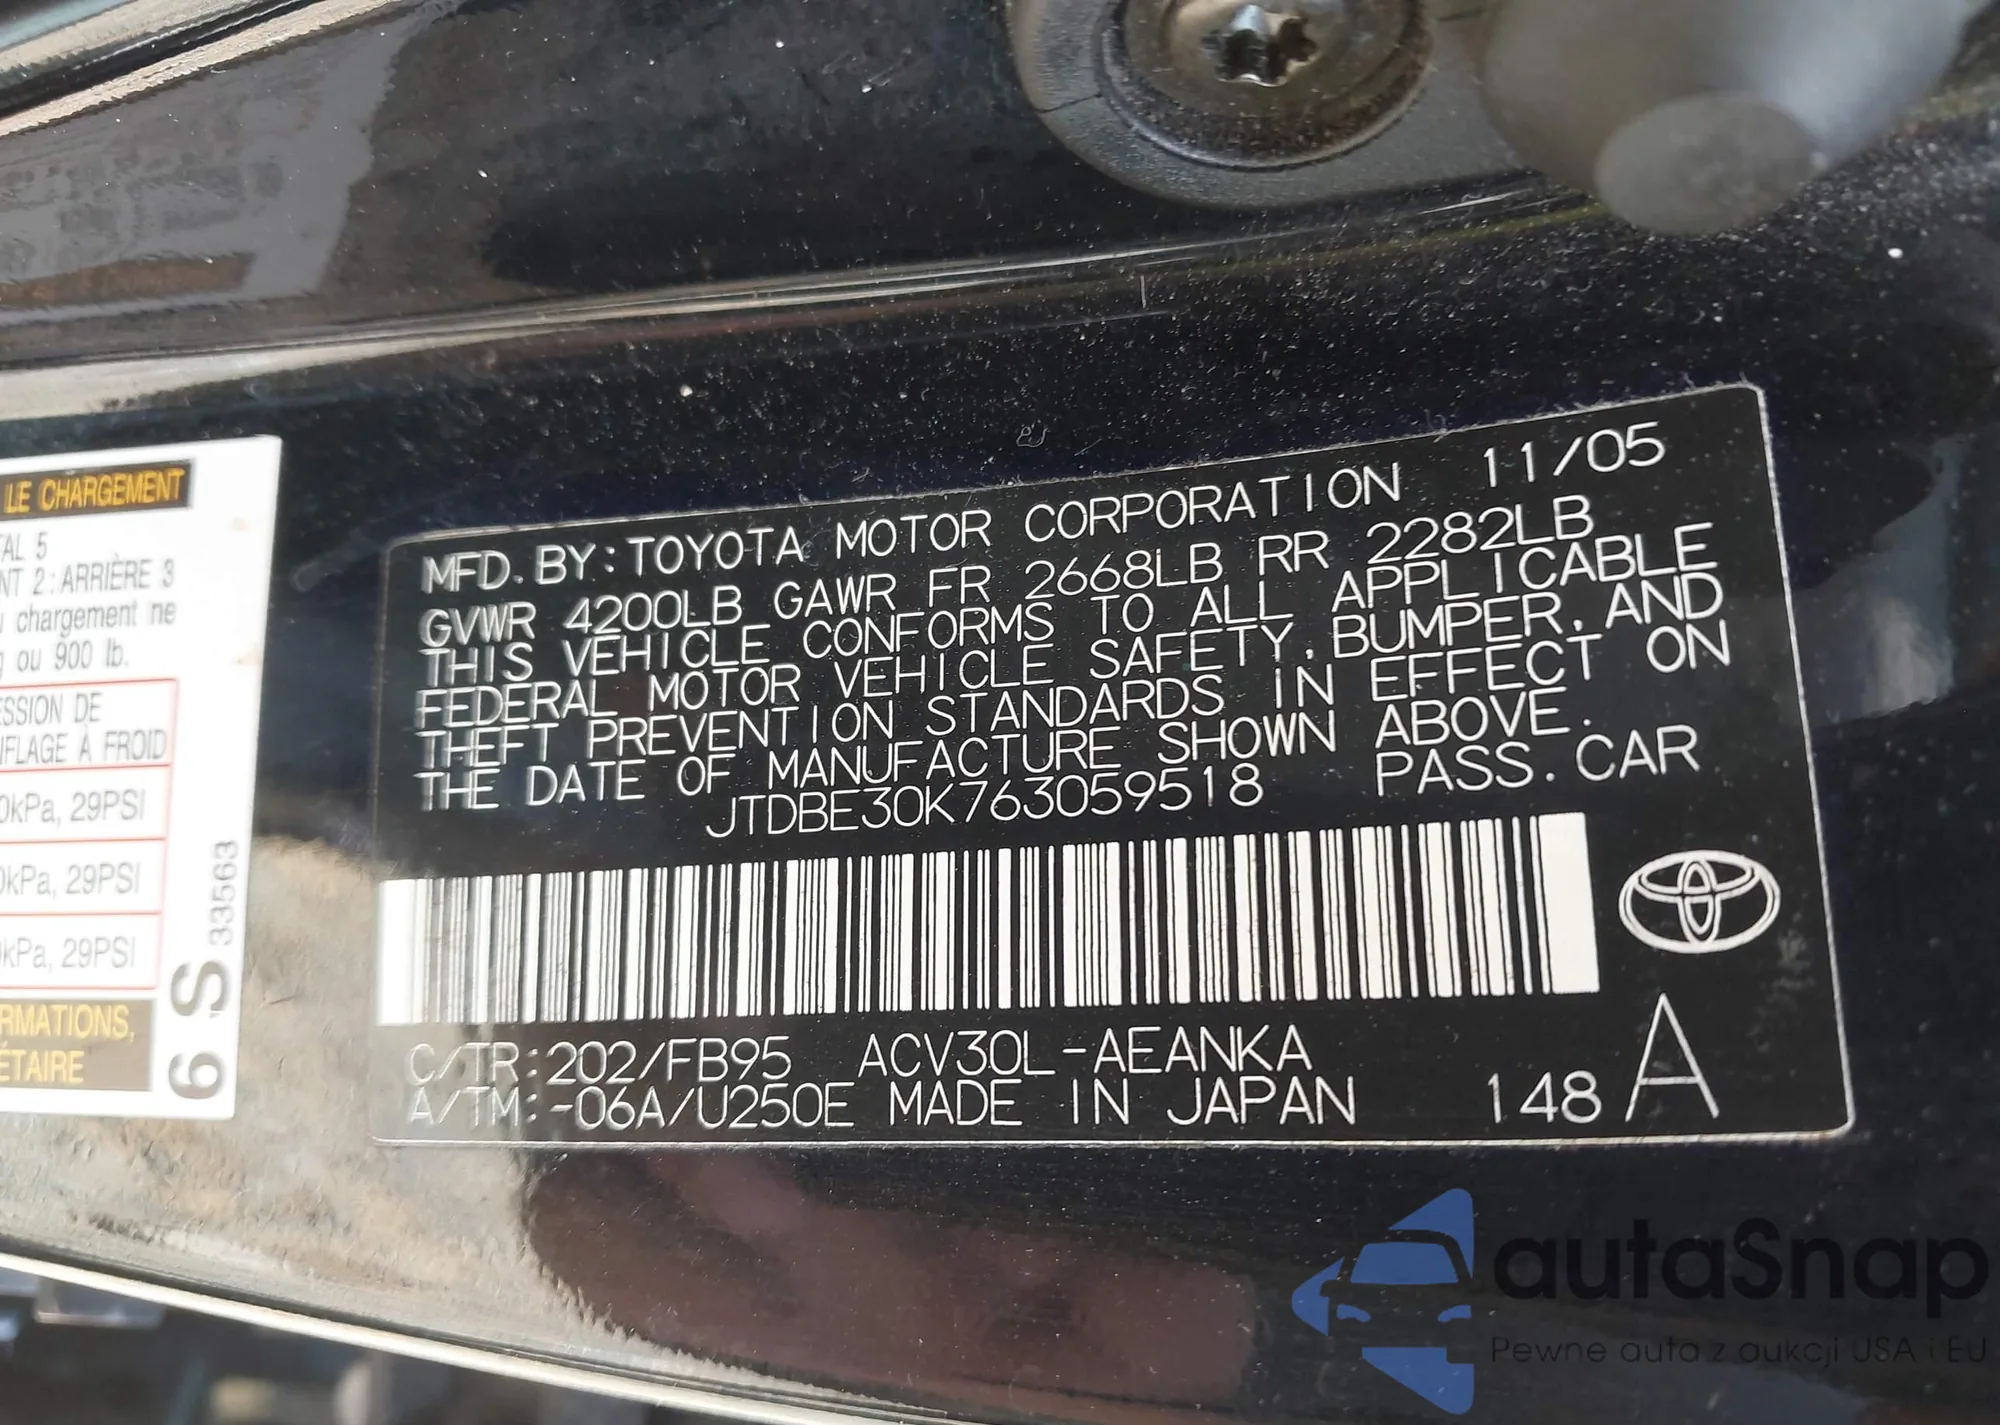 LE CHARGEMENT
TAL 5
NT 2:ARRIÈRE 3
chargement ne
ou 900 lb.
ESSION DE
NFLAGE À FROID
0kPa, 29PSI
0kPa, 29PSI
0kPa, 29PSI
RMATIONS,
ÉTAIRE
6 S 33563
MFD. BY:TOYOTA MOTOR CORPORATION 11/05
GVWR 4200LB GAWR FR 2668LB RR 2282LB
THIS VEHICLE CONFORMS TO ALL APPLICABLE
FEDERAL MOTOR VEHICLE SAFETY,BUMPER,AND
THEFT PREVENTION STANDARDS IN EFFECT ON
THE DATE OF MANUFACTURE SHOWN ABOVE.
JTDBE30K763059518 PASS.CAR
C/TR:202/FB95 ACV30L-AEANKA
A/TM:-06A/U250E MADE IN JAPAN 148 A
autaSnap
Pewne auta z aukcji USA i EU